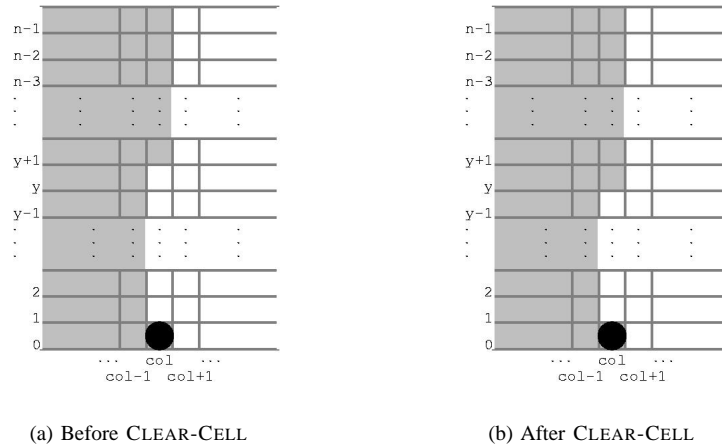 n-1 n-1
n-2 n-2
n-3 n-3
y+1 y+1
y y
y-1 y-1
2 2
1 1
0 0
... col ... ... col ...
col-1 col+1 col-1 col+1
(a) Before CLEAR-CELL (b) After CLEAR-CELL